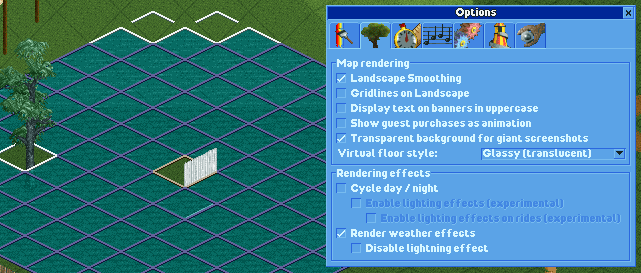 Options
Map rendering
Landscape Smoothing
Gridlines on Landscape
Display text on banners in uppercase
Show guest purchases as animation
Transparent background for giant screenshots
Virtual floor style: Glassy (translucent)
Rendering effects
Cycle day / night
Enable lighting effects (experimental)
Enable lighting effects on rides (experimental)
Render weather effects
Disable lightning effect